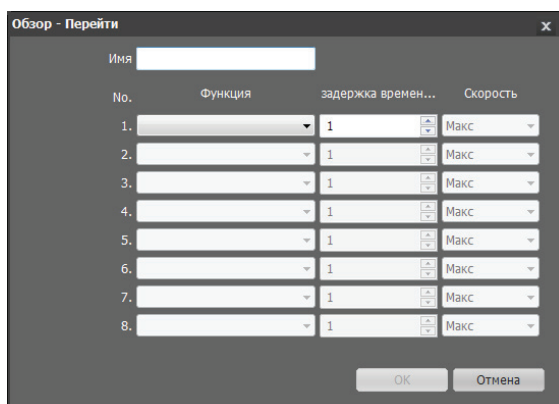 Обзор - Перейти x
Имя
No. Функция задержка времен... Скорость
1. 1 Макс
2. 1 Макс
3. 1 Макс
4. 1 Макс
5. 1 Макс
6. 1 Макс
7. 1 Макс
8. 1 Макс
OK Отмена